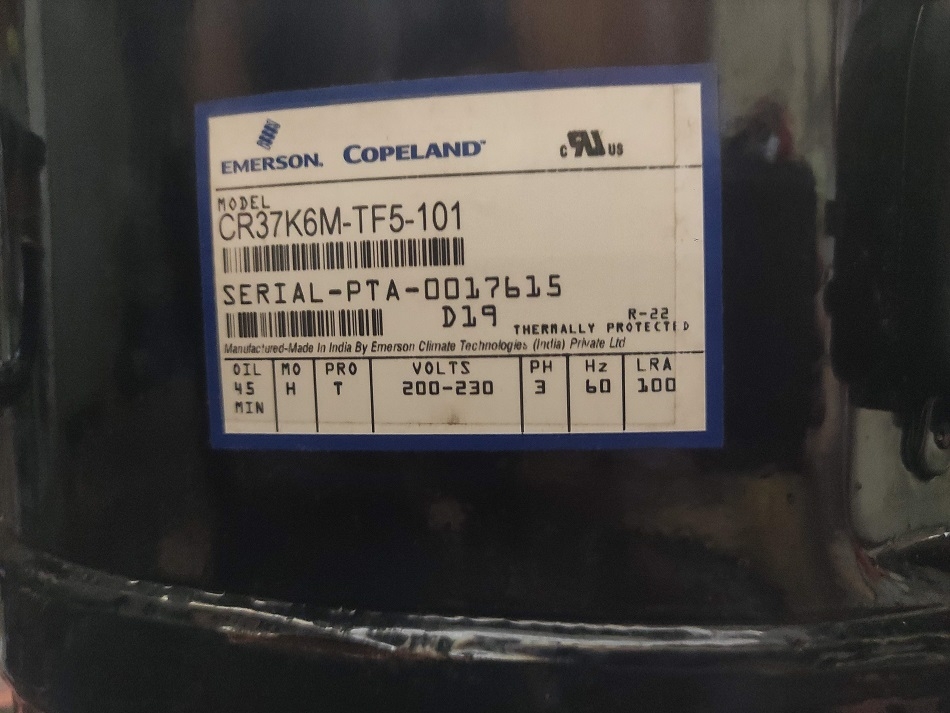 EMERSON. COPELAND™ c RU US
MODEL
CR37K6M-TF5-101
SERIAL-PTA-0017615
D19 R-22
THERMALLY PROTECTED
Manufactured-Made In India By Emerson Climate Technologies (India) Private Ltd
OIL MO PRO VOLTS PH Hz LRA
45 H T 200-230 3 60 100
MIN